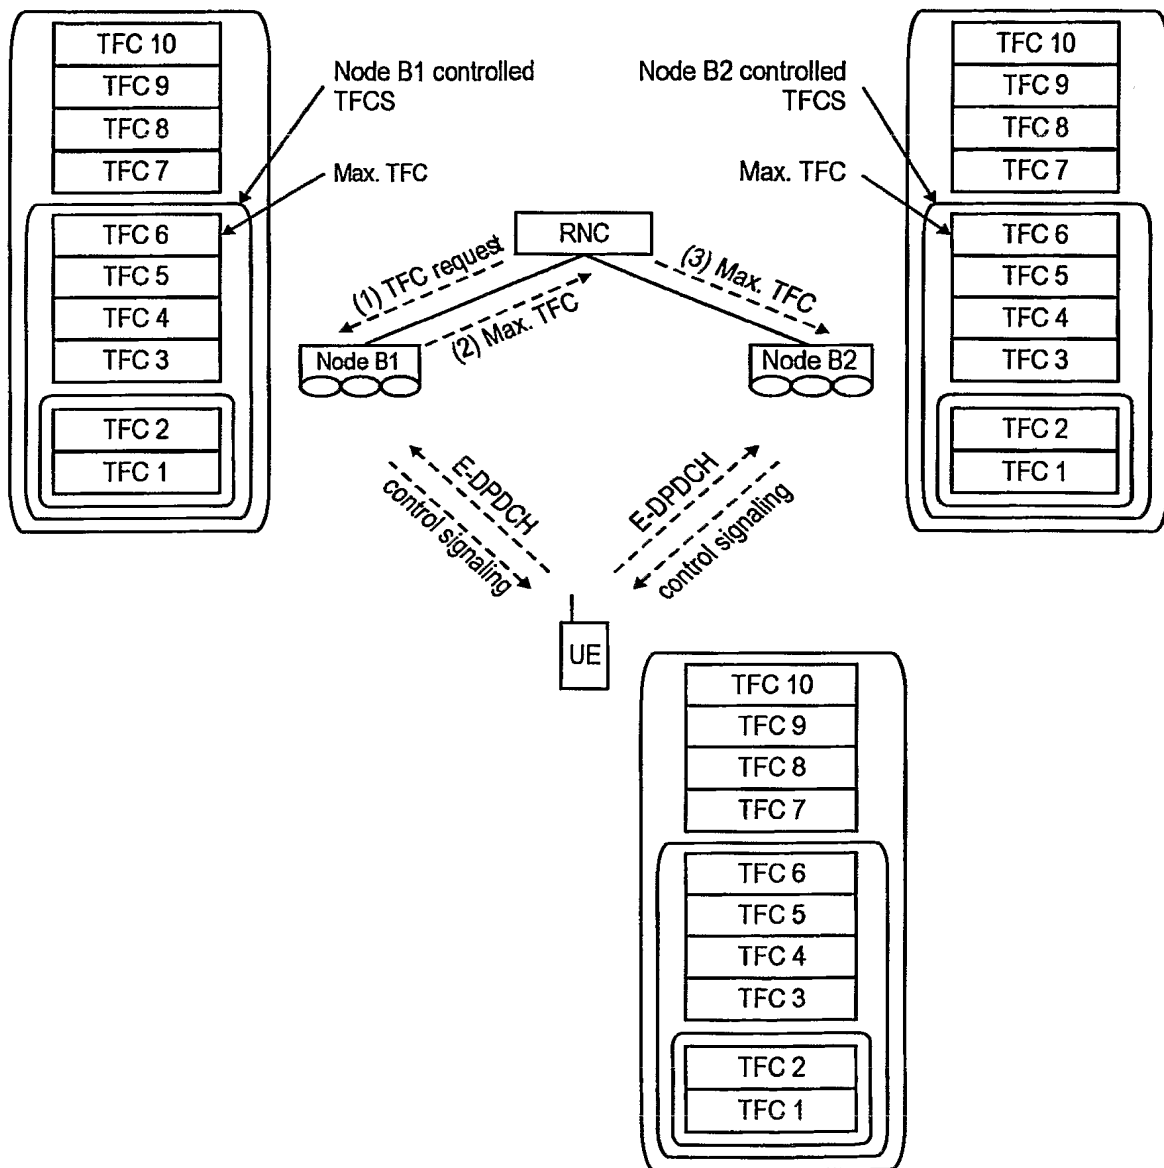 TFC 10
TFC 9
TFC 8
TFC 7
TFC 6
TFC 5
TFC 4
TFC 3
TFC 2
TFC 1
Node B1 controlled
TFCS
Max. TFC
Node B2 controlled
TFCS
Max. TFC
TFC 10
TFC 9
TFC 8
TFC 7
TFC 6
TFC 5
TFC 4
TFC 3
TFC 2
TFC 1
RNC
(1) TFC request
(2) Max. TFC
(3) Max. TFC
Node B1
Node B2
E-DPDCH
control signaling
E-DPDCH
control signaling
UE
TFC 10
TFC 9
TFC 8
TFC 7
TFC 6
TFC 5
TFC 4
TFC 3
TFC 2
TFC 1